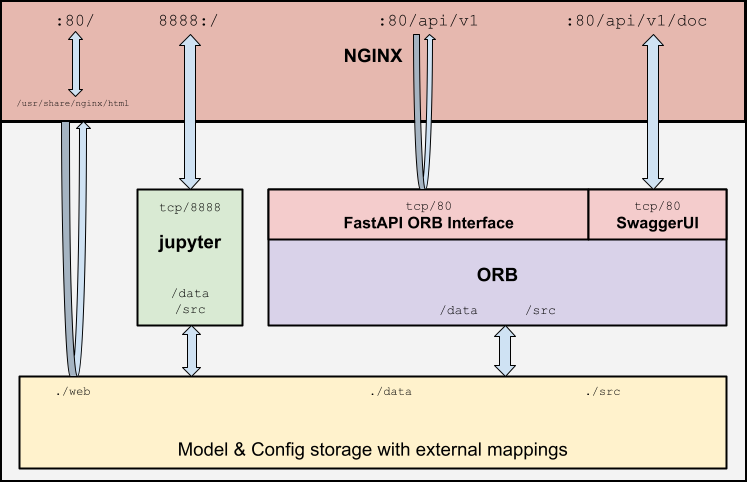 :80/
8888:/
:80/api/v1
:80/api/v1/doc
NGINX
/usr/share/nginx/html
tcp/8888
jupyter
/data
/src
tcp/80
FastAPI ORB Interface
tcp/80
SwaggerUI
ORB
/data /src
./web
./data
./src
Model & Config storage with external mappings